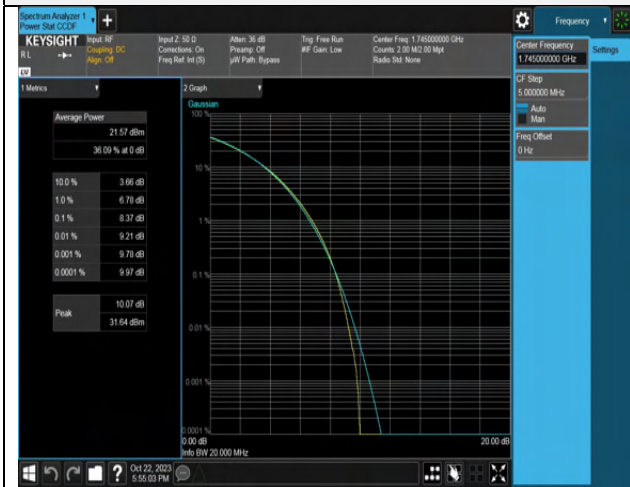 Spectrum Analyzer 1
Power Stat CCDF
Frequency
KEYSIGHT
RL
LV
Input: RF
Coupling: DC
Align: Off
Input Z: 50 Ω
Corrections: On
Freq Ref: Int (S)
Atten: 36 dB
Preamp: Off
µW Path: Bypass
Trig: Free Run
#IF Gain: Low
Center Freq: 1.745000000 GHz
Counts: 2.00 M/2.00 Mpt
Radio Std: None
Center Frequency
1.745000000 GHz
Settings
CF Step
5.000000 MHz
Auto
Man
Freq Offset
0 Hz
1 Metrics
Average Power
21.57 dBm
36.09 % at 0 dB
10.0 % 3.66 dB
1.0 % 6.78 dB
0.1 % 8.37 dB
0.01 % 9.21 dB
0.001 % 9.78 dB
0.0001 % 9.97 dB
Peak 10.07 dB
31.64 dBm
2 Graph
Gaussian
100 %
10 %
1 %
0.1 %
0.01 %
0.001 %
0.0001 %
0.00 dB 20.00 dB
Info BW 20.000 MHz
Oct 22, 2023
5:55:03 PM